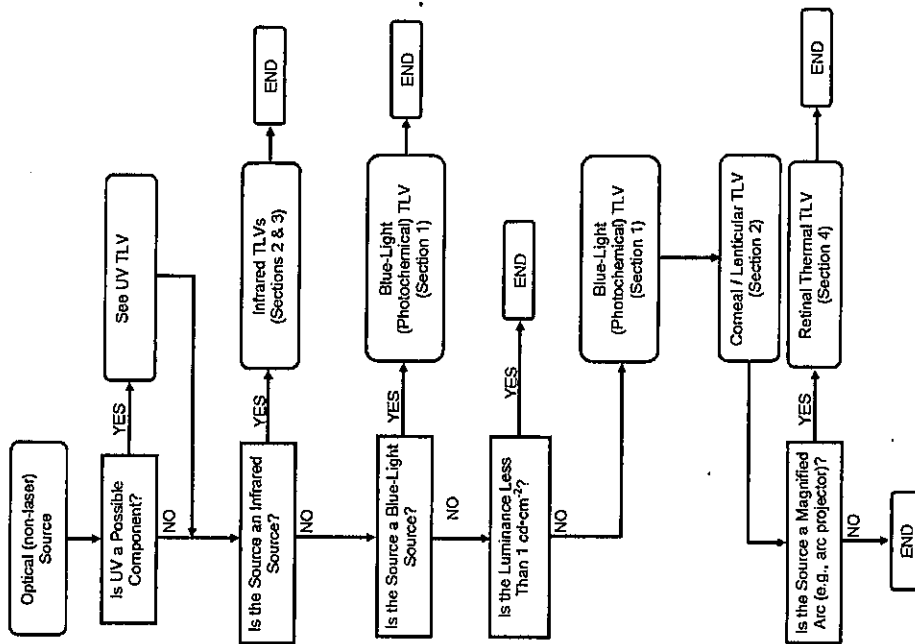 Optical (non-laser)
Source
Is UV a Possible
Component?
YES
See UV TLV
NO
Is the Source an Infrared
Source?
YES
Infrared TLVs
(Sections 2 & 3)
END
NO
Is the Source a Blue-Light
Source?
YES
Blue-Light
(Photochemical) TLV
(Section 1)
END
NO
Is the Luminance Less
Than 1 cd•cm-2?
YES
END
NO
Blue-Light
(Photochemical) TLV
(Section 1)
Corneal / Lenticular TLV
(Section 2)
Is the Source a Magnified
Arc (e.g., arc projector)?
YES
Retinal Thermal TLV
(Section 4)
END
NO
END